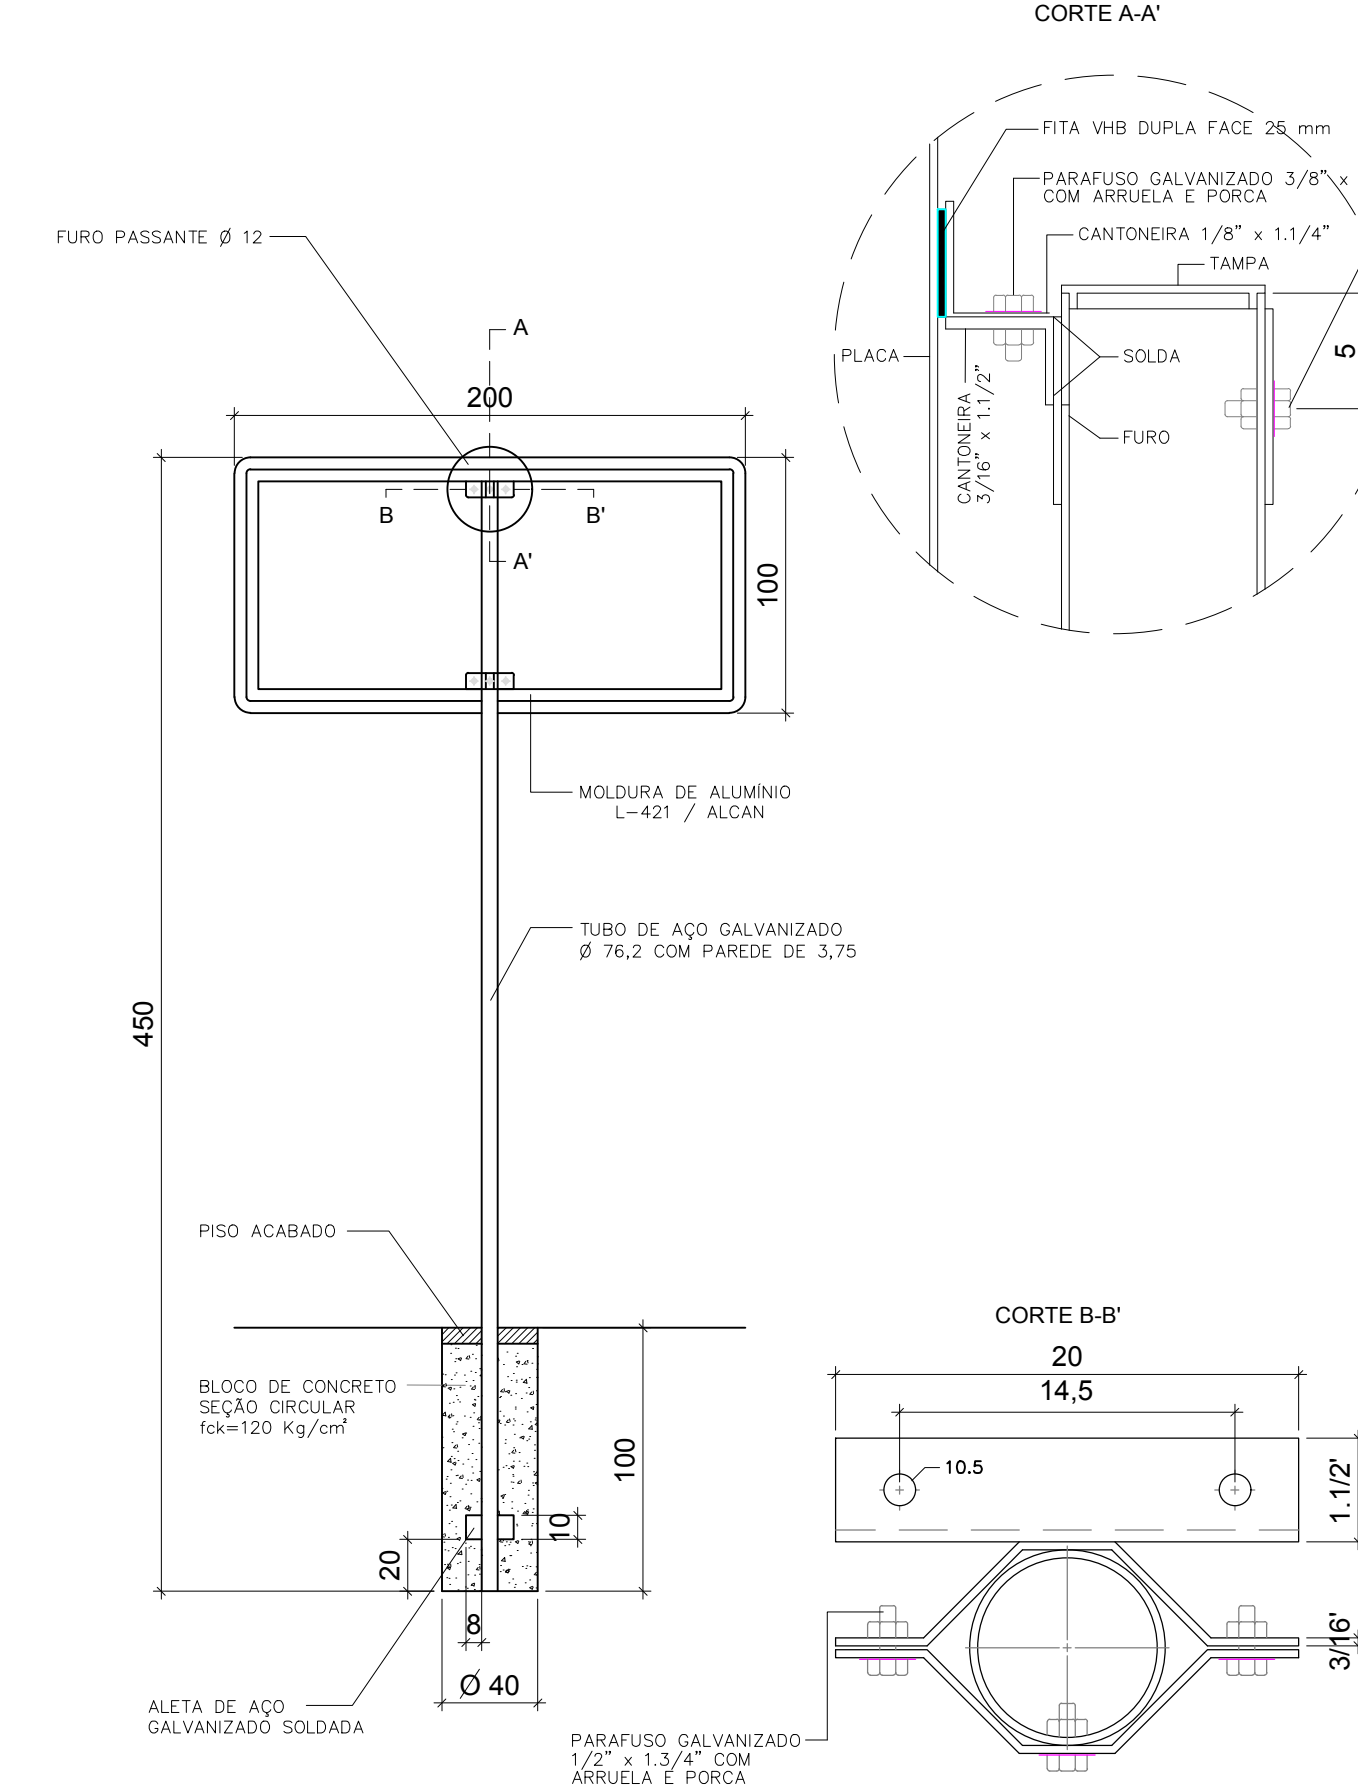 CORTE A-A'
FITA VHB DUPLA FACE 25 mm
PARAFUSO GALVANIZADO 3/8" x
COM ARRUELA E PORCA
CANTONEIRA 1/8" x 1.1/4"
TAMPA
PLACA
SOLDA
FURO
CANTONEIRA
3/16" x 1.1/2"
5
FURO PASSANTE Ø 12
A
200
B
B'
A'
100
MOLDURA DE ALUMÍNIO
L-421 / ALCAN
TUBO DE AÇO GALVANIZADO
Ø 76,2 COM PAREDE DE 3,75
450
PISO ACABADO
BLOCO DE CONCRETO
SEÇÃO CIRCULAR
fck=120 Kg/cm²
100
10
20
8
Ø 40
ALETA DE AÇO
GALVANIZADO SOLDADA
CORTE B-B'
20
14,5
10.5
1.1/2'
3/16'
PARAFUSO GALVANIZADO
1/2" x 1.3/4" COM
ARRUELA E PORCA